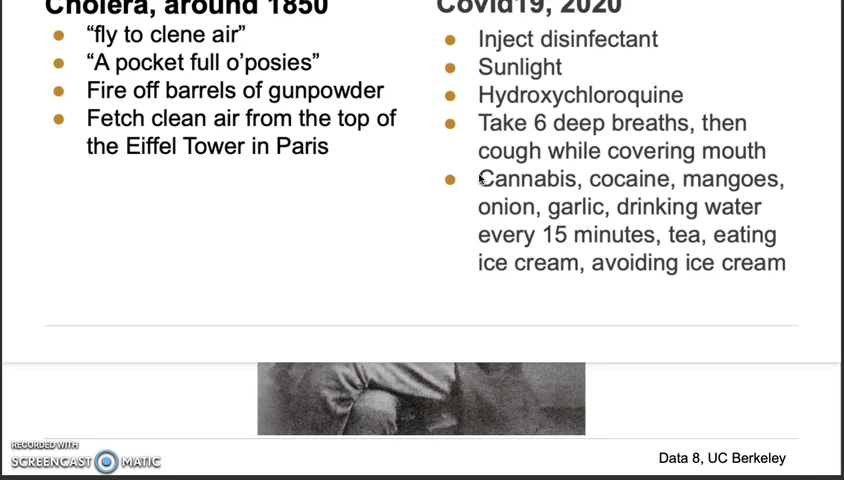 Cholera, around 1850
“fly to clene air”
“A pocket full o’posies”
Fire off barrels of gunpowder
Fetch clean air from the top of
the Eiffel Tower in Paris
Covid19, 2020
Inject disinfectant
Sunlight
Hydroxychloroquine
Take 6 deep breaths, then
cough while covering mouth
Cannabis, cocaine, mangoes,
onion, garlic, drinking water
every 15 minutes, tea, eating
ice cream, avoiding ice cream
RECORDED WITH
SCREENCAST MATIC
Data 8, UC Berkeley